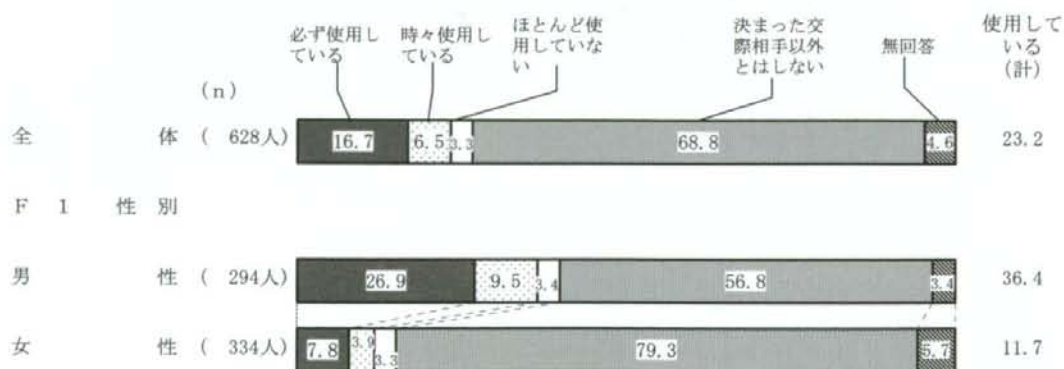 必ず使用し
ている
時々使用し
ている
ほとんど使
用していな
い
決まった交
際相手以外
とはしない
無回答
使用して
いる
(計)
(n)
全 体 ( 628人) 16.7 6.5 3.3 68.8 4.6 23.2
F 1 性 別
男 性 ( 294人) 26.9 9.5 3.4 56.8 3.4 36.4
女 性 ( 334人) 7.8 3.9 3.3 79.3 5.7 11.7